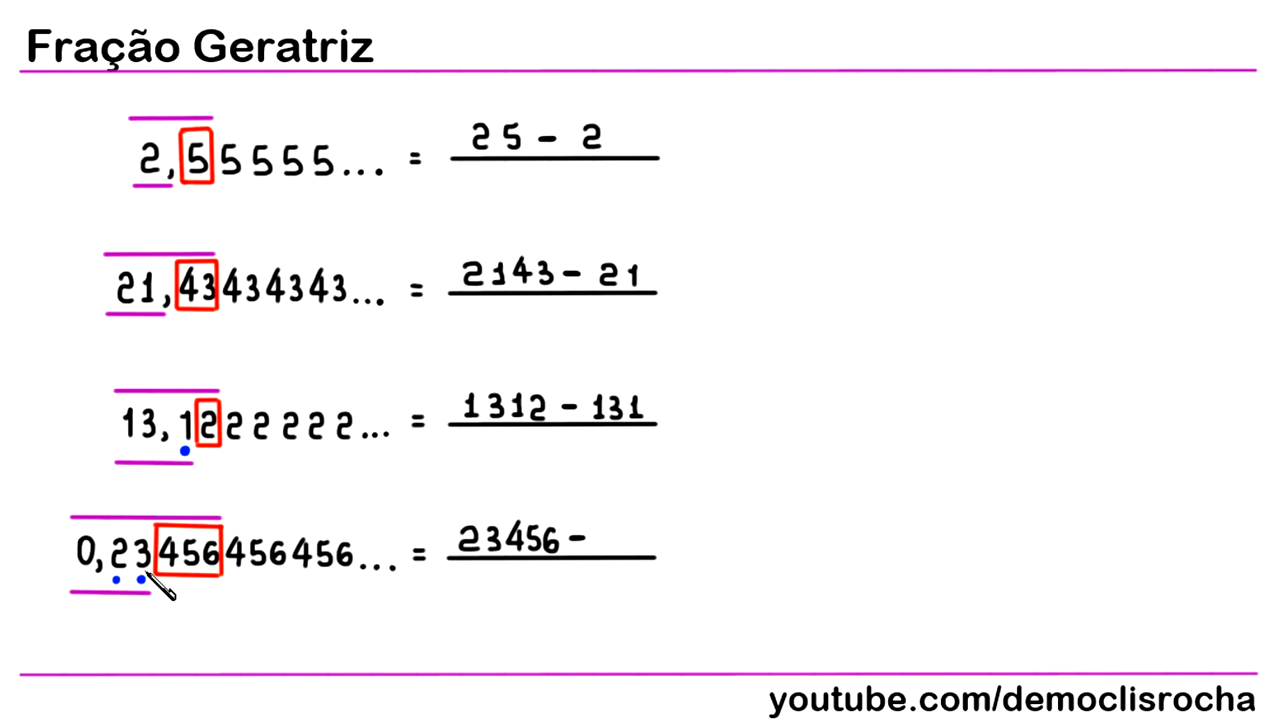 Fração Geratriz
2,55555... = 25 - 2
21,43434343... = 2143 - 21
13,1222222... = 1312 - 131
0,23456456456... = 23456 -
youtube.com/democlisrocha